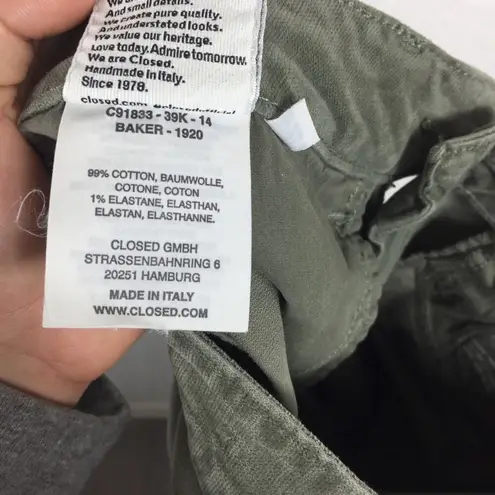 And small details.
We create pure quality.
And understated looks.
We value our heritage.
Love today. Admire tomorrow.
We are Closed.
Handmade in Italy.
Since 1978.
closed.com
C91833 - 39K - 14
BAKER - 1920
99% COTTON, BAUMWOLLE,
COTONE, COTON
1% ELASTANE, ELASTHAN,
ELASTAN, ELASTHANNE.
CLOSED GMBH
STRASSENBAHNRING 6
20251 HAMBURG
MADE IN ITALY
WWW.CLOSED.COM